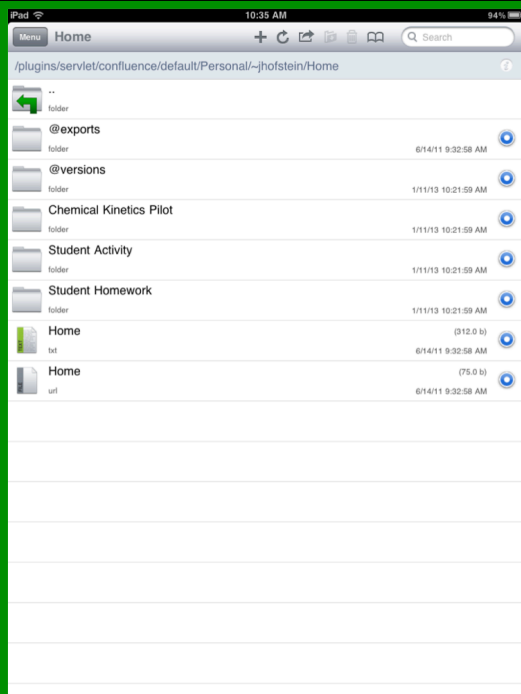 iPad 10:35 AM 94%
Menu Home Search
/plugins/servlet/confluence/default/Personal/~jhofstein/Home
..
folder
@exports
folder 6/14/11 9:32:58 AM
@versions
folder 1/11/13 10:21:59 AM
Chemical Kinetics Pilot
folder 1/11/13 10:21:59 AM
Student Activity
folder 1/11/13 10:21:59 AM
Student Homework
folder 1/11/13 10:21:59 AM
Home (312.0 b)
TEXT
txt 6/14/11 9:32:58 AM
Home (75.0 b)
FILE
url 6/14/11 9:32:58 AM